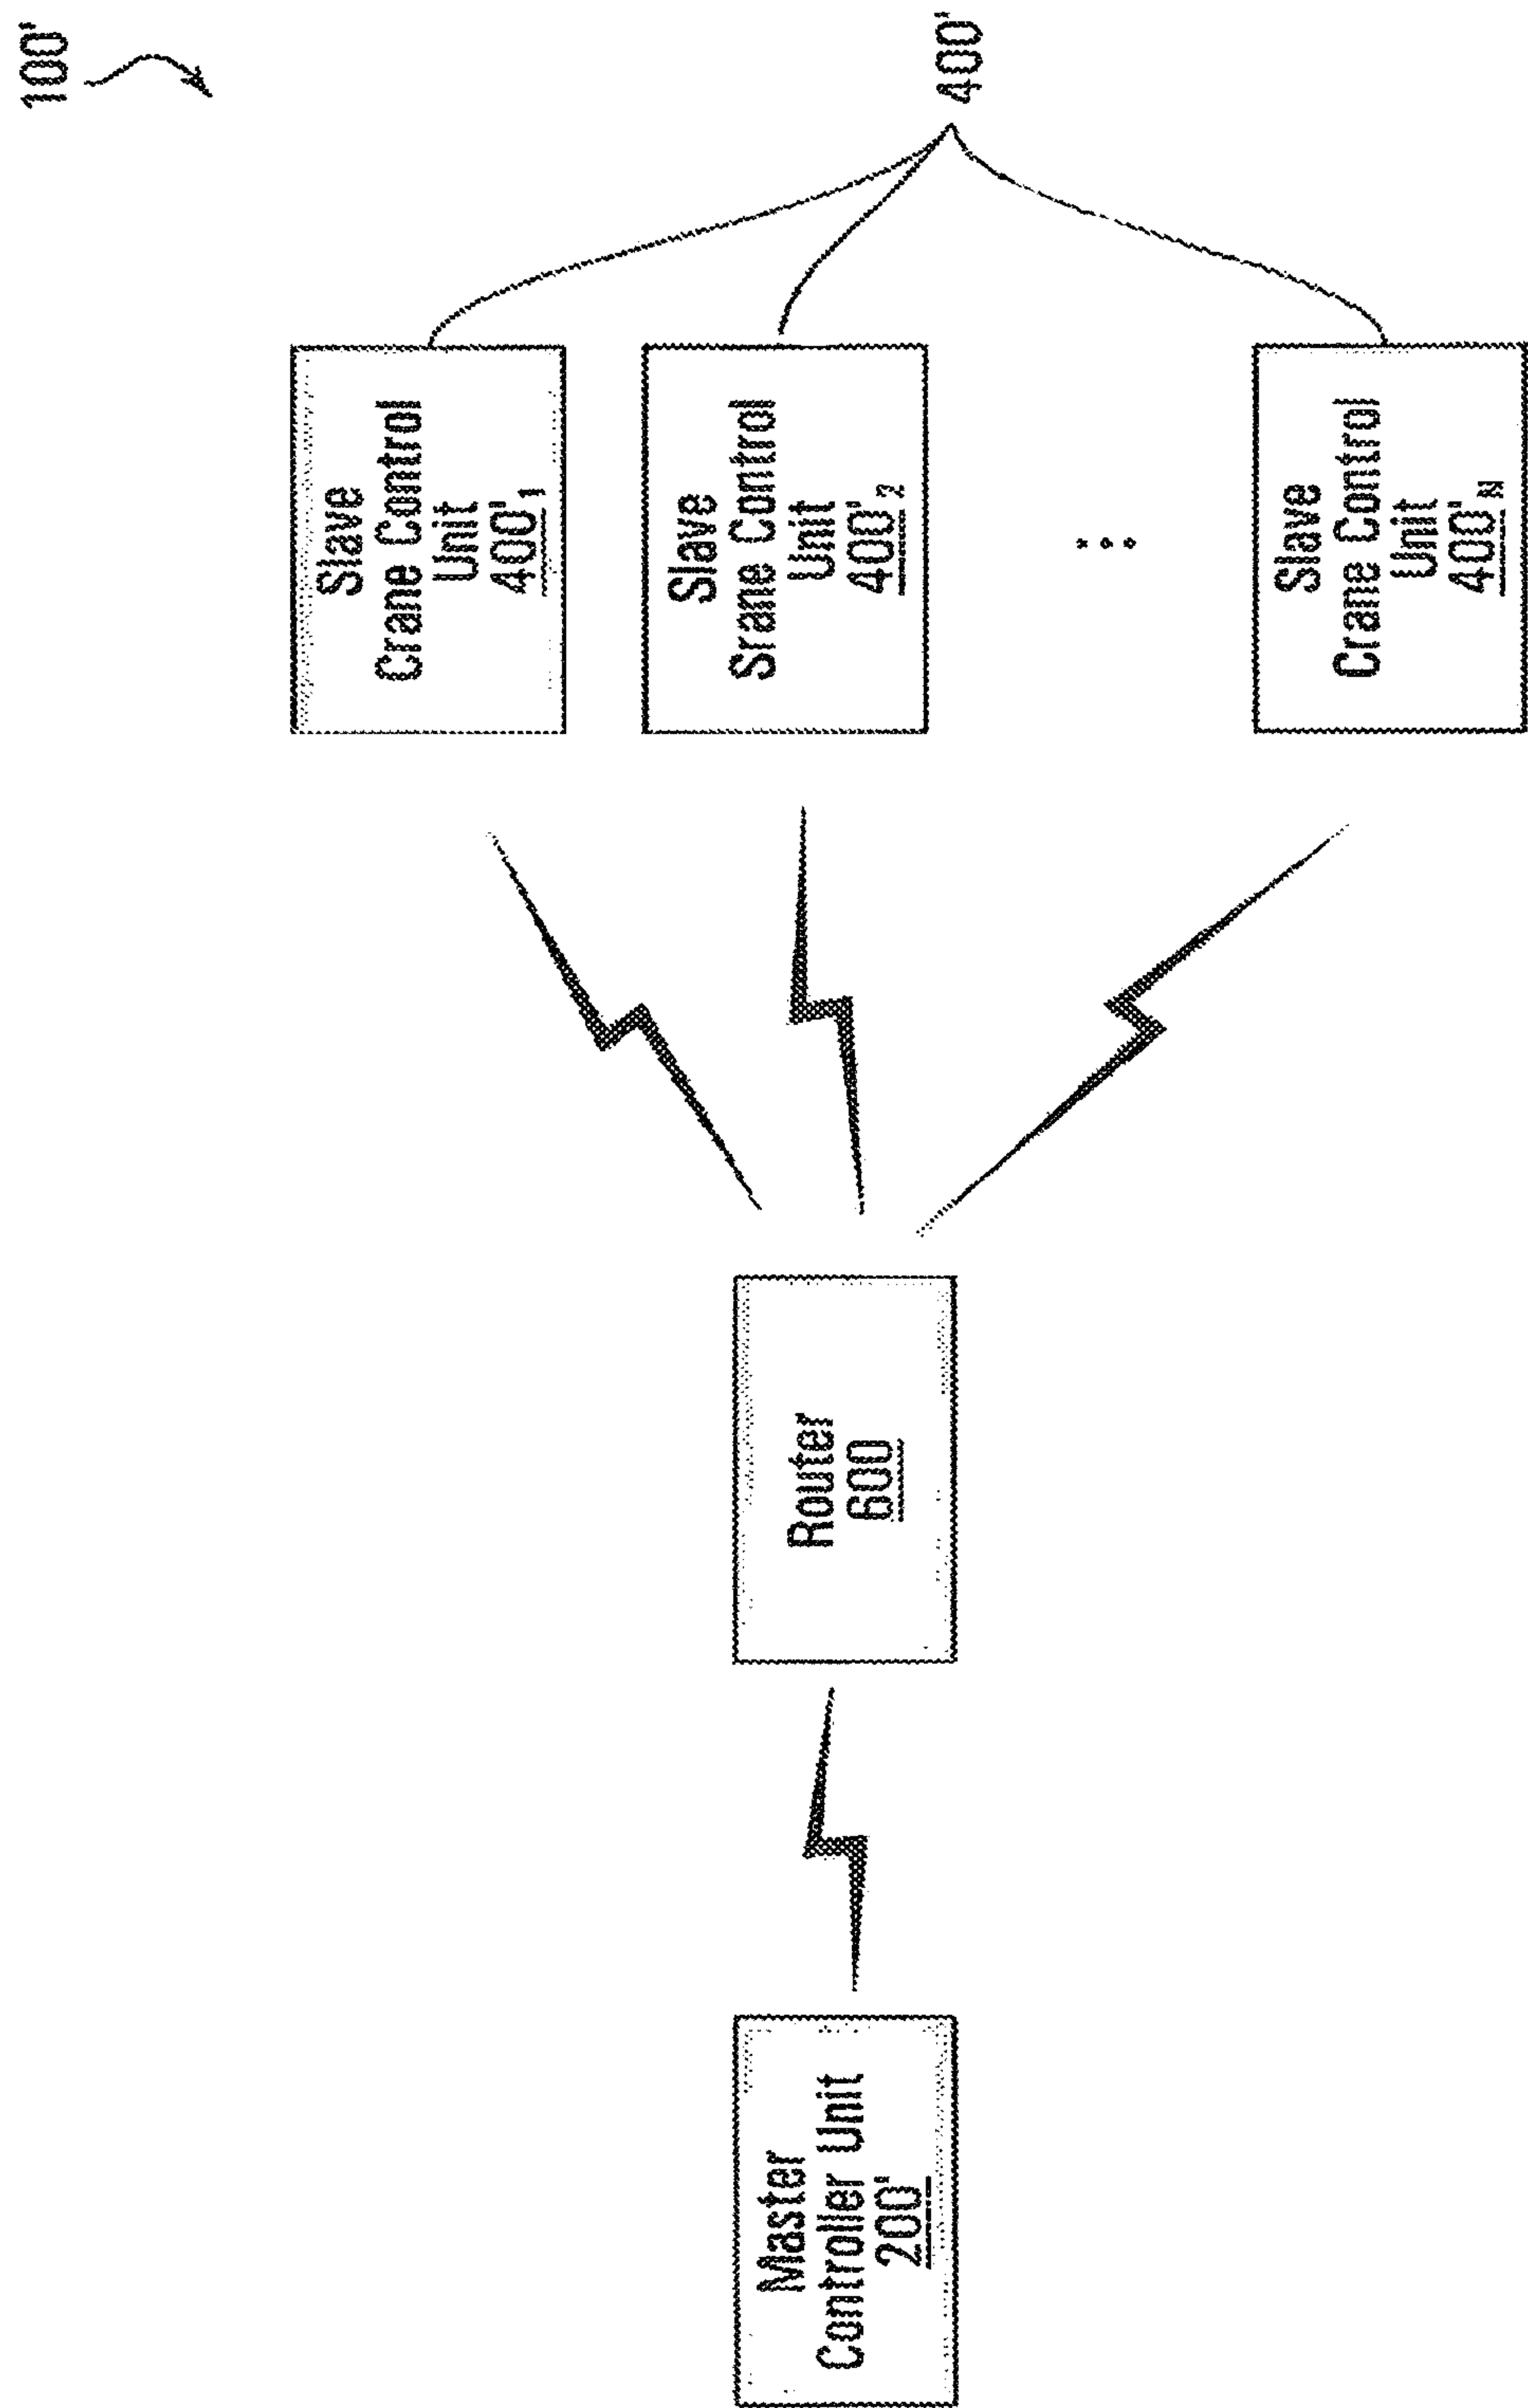 100'
Slave
Crane Control
Unit
400'1
Slave
Srane Control
Unit
400'2
...
Slave
Crane Control
Unit
400'N
400'
Router
600
Master
Controller Unit
200'